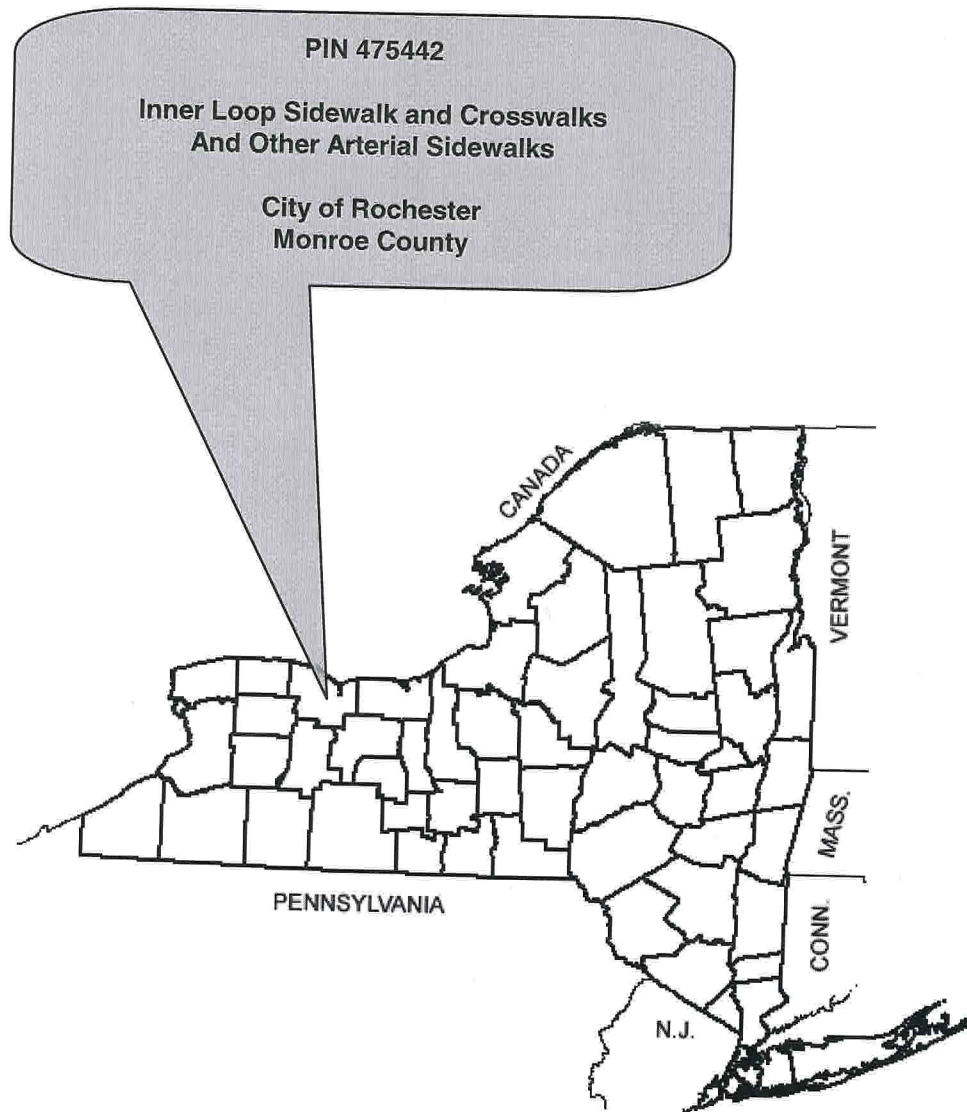 PIN 475442
Inner Loop Sidewalk and Crosswalks
And Other Arterial Sidewalks
City of Rochester
Monroe County
CANADA
VERMONT
MASS.
PENNSYLVANIA
CONN.
N.J.